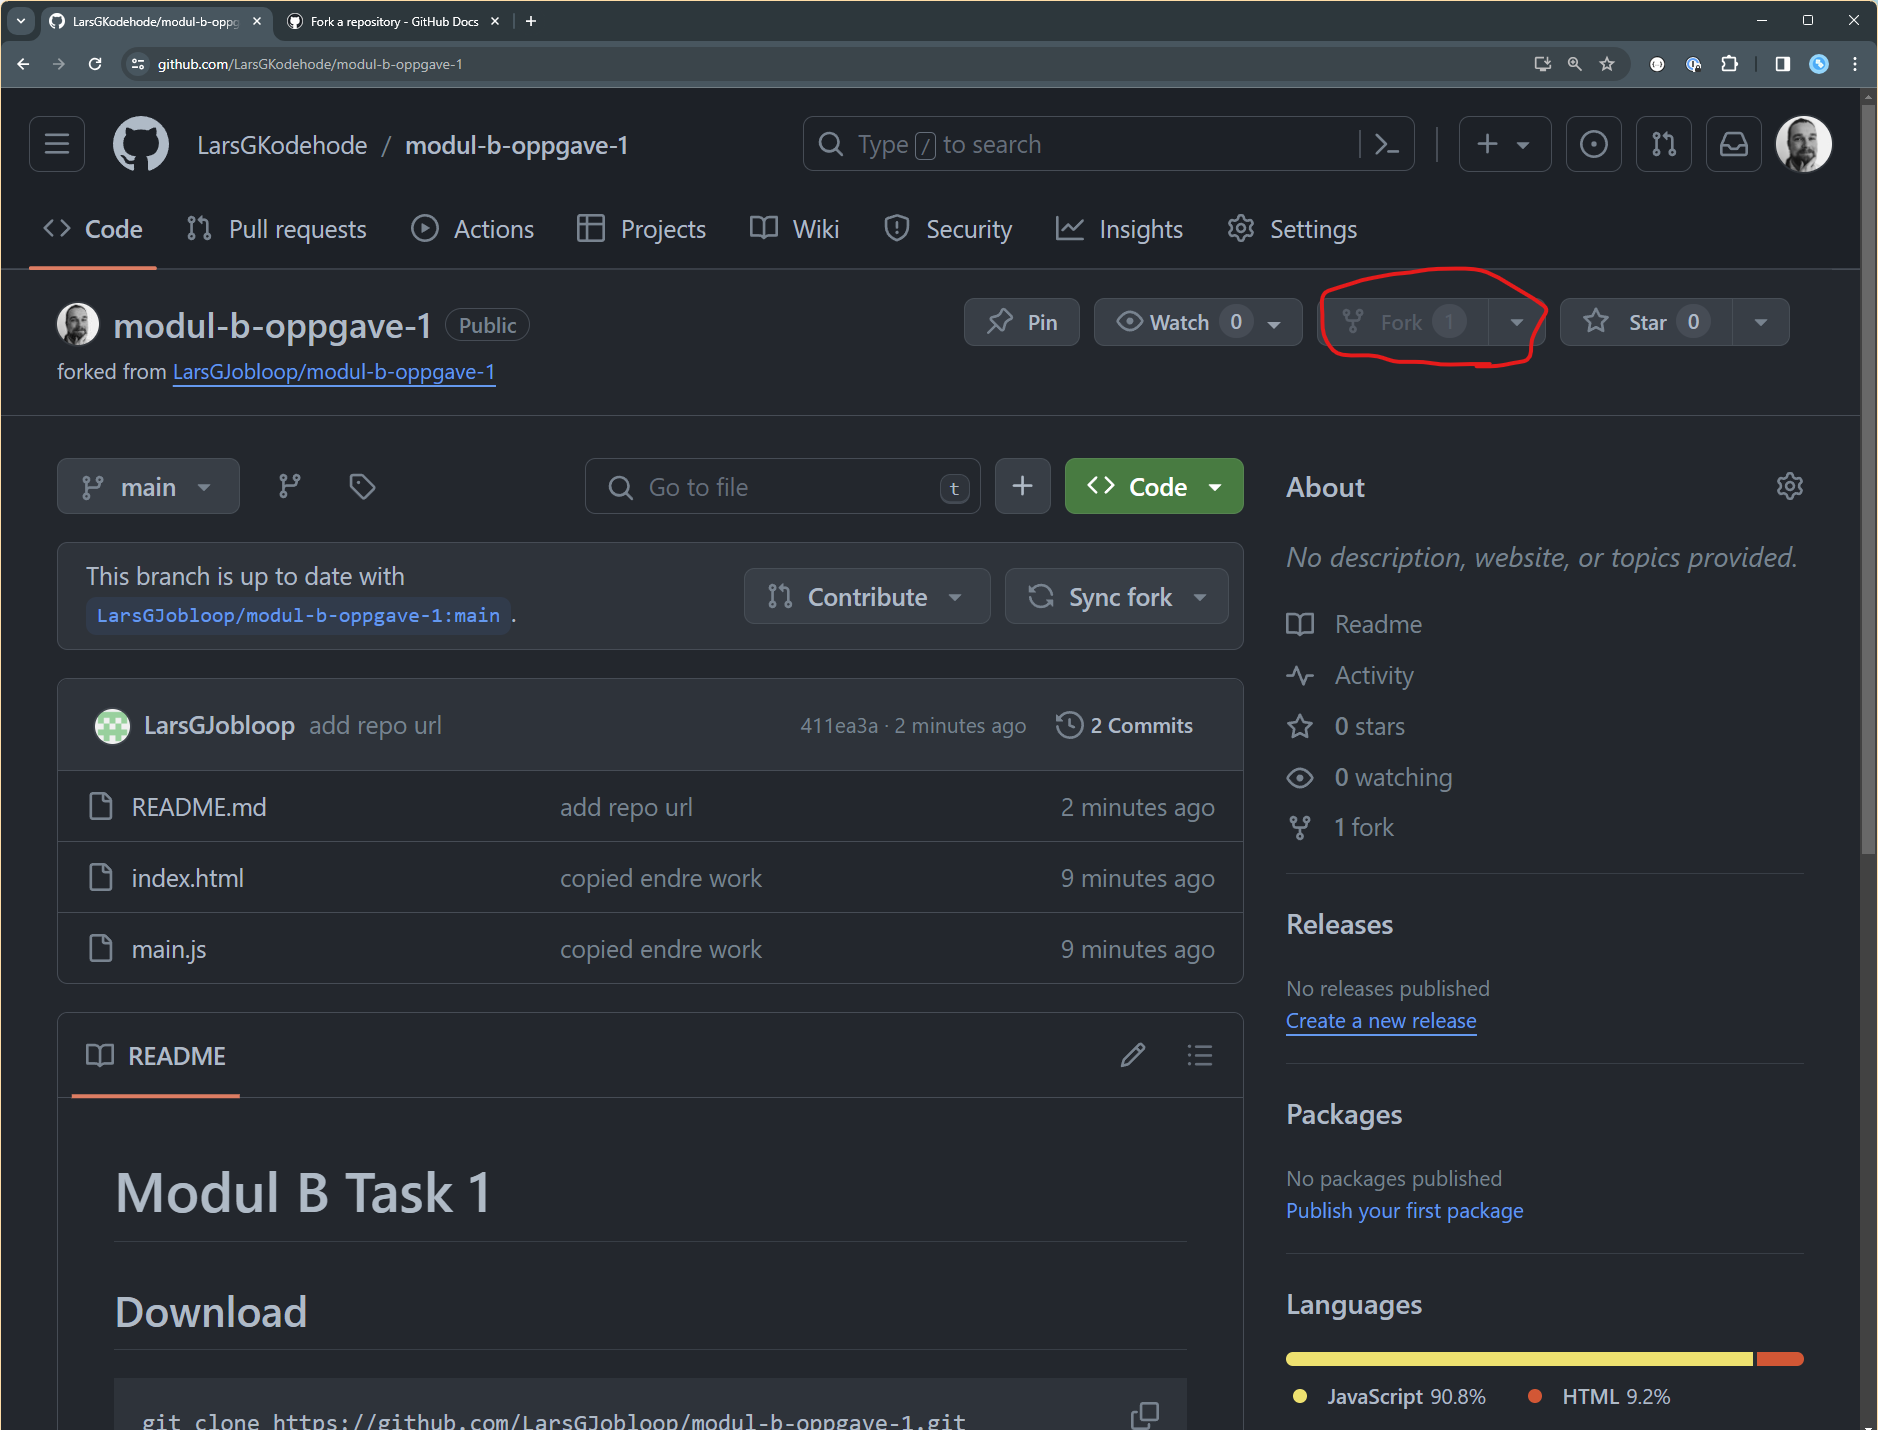 LarsGKodehode/modul-b-oppg
Fork a repository - GitHub Docs
github.com/LarsGKodehode/modul-b-oppgave-1
LarsGKodehode / modul-b-oppgave-1
Type / to search
Code Pull requests Actions Projects Wiki Security Insights Settings
modul-b-oppgave-1 Public
Pin Watch 0 Fork 1 Star 0
forked from LarsGJobloop/modul-b-oppgave-1
main
Go to file t
Code
This branch is up to date with
LarsGJobloop/modul-b-oppgave-1:main .
Contribute Sync fork
LarsGJobloop add repo url 411ea3a · 2 minutes ago 2 Commits
README.md add repo url 2 minutes ago
index.html copied endre work 9 minutes ago
main.js copied endre work 9 minutes ago
README
Modul B Task 1
Download
git clone https://github.com/LarsGJobloop/modul-b-oppgave-1.git
About
No description, website, or topics provided.
Readme
Activity
0 stars
0 watching
1 fork
Releases
No releases published
Create a new release
Packages
No packages published
Publish your first package
Languages
JavaScript 90.8% HTML 9.2%